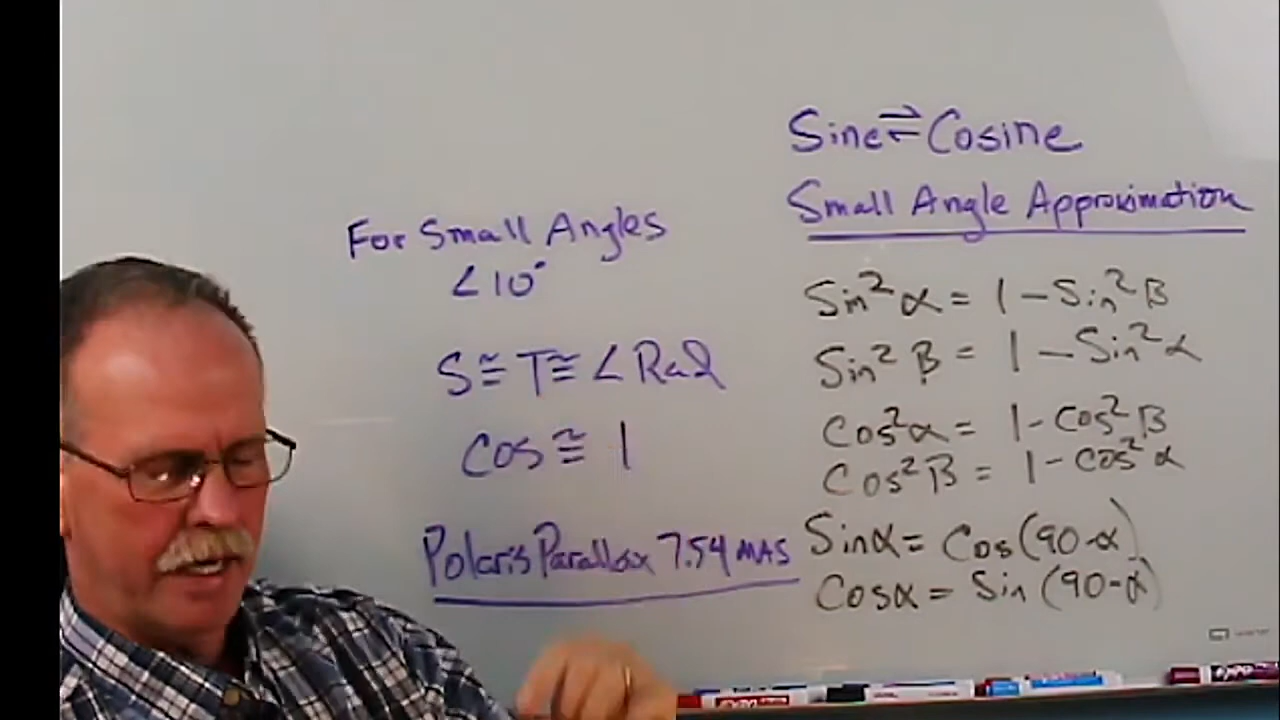 Sine⇌Cosine
Small Angle Approximation
For Small Angles
<10°
S≅T≅∠Rad
Cos≅1
Polaris Parallax 7.54 MAS
Sin²α = 1-Sin²β
Sin²β = 1-Sin²α
Cos²α = 1-Cos²β
Cos²β = 1-Cos²α
Sinα = Cos(90-α)
Cosα = Sin(90-α)
EXPO